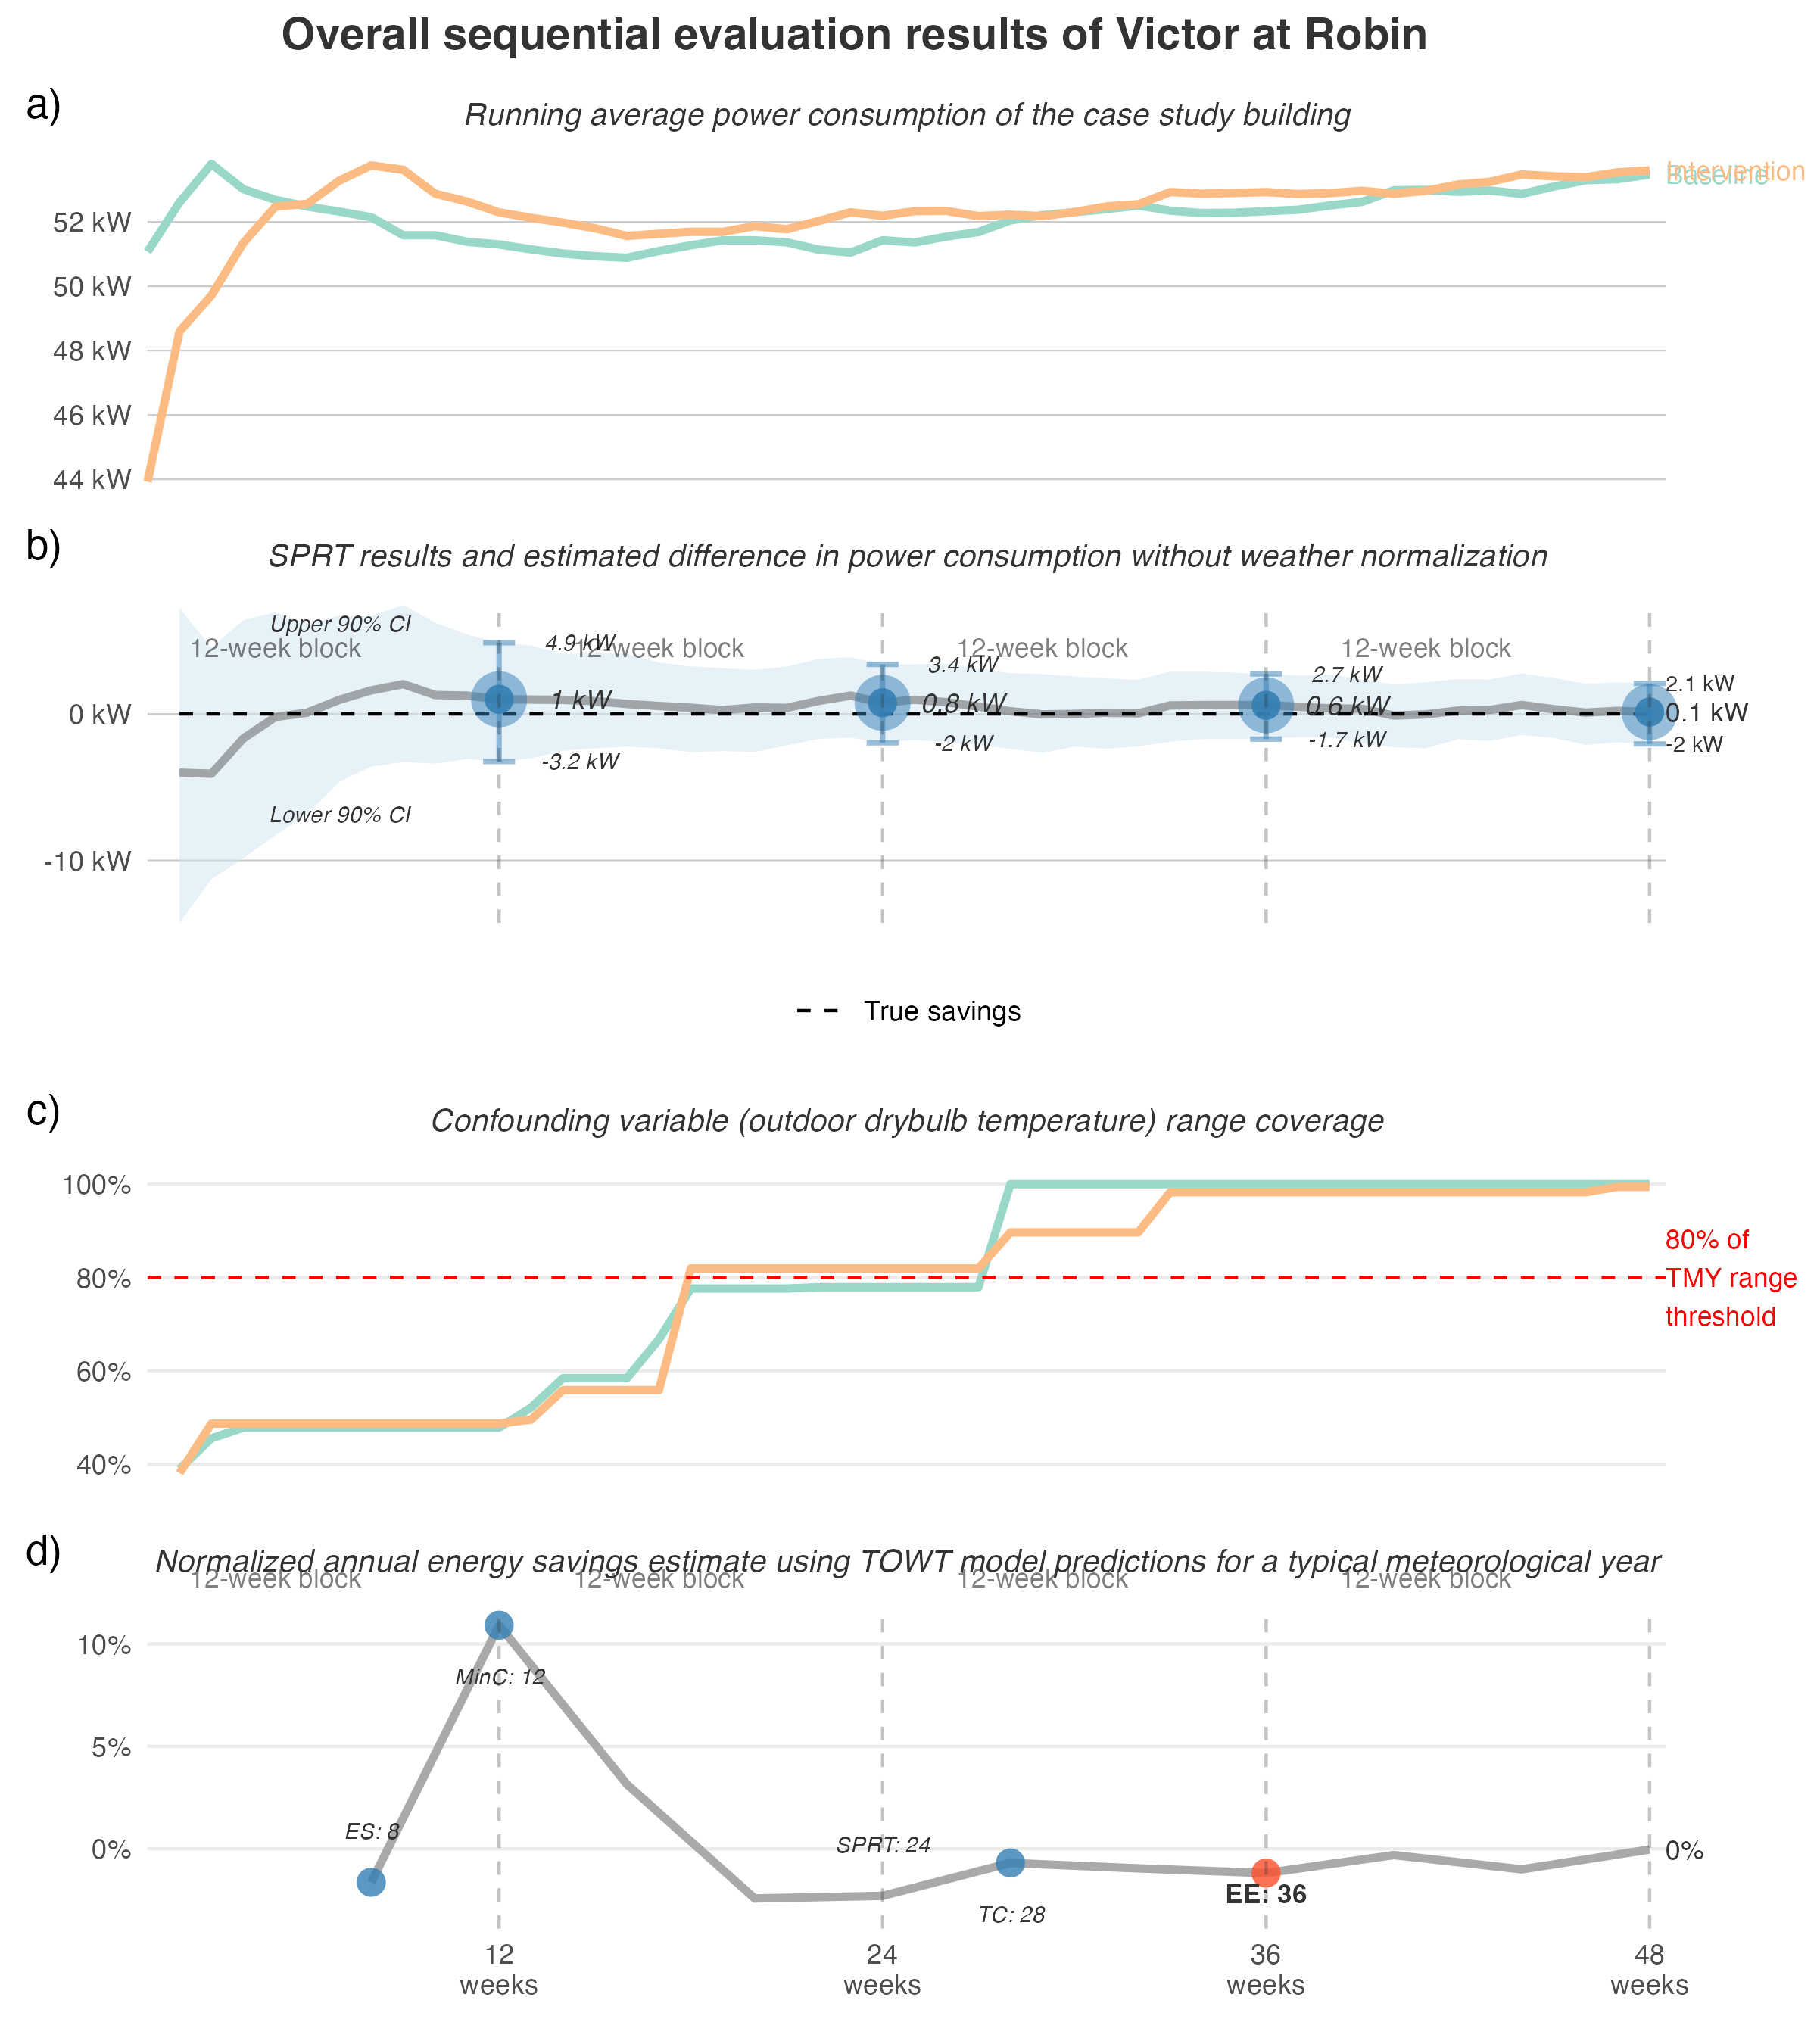 Overall sequential evaluation results of Victor at Robin
a)
Running average power consumption of the case study building
Intervention
Baseline
52 kW
50 kW
48 kW
46 kW
44 kW
b)
SPRT results and estimated difference in power consumption without weather normalization
Upper 90% CI
12-week block
12-week block
12-week block
12-week block
4.9 kW
3.4 kW
2.7 kW
2.1 kW
0 kW
1 kW
0.8 kW
0.6 kW
0.1 kW
-3.2 kW
-2 kW
-1.7 kW
-2 kW
Lower 90% CI
-10 kW
True savings
c)
Confounding variable (outdoor drybulb temperature) range coverage
100%
80%
60%
40%
80% of
TMY range
threshold
d)
Normalized annual energy savings estimate using TOWT model predictions for a typical meteorological year
12-week block
12-week block
12-week block
12-week block
10%
5%
0%
MinC: 12
ES: 8
SPRT: 24
TC: 28
EE: 36
0%
12
weeks
24
weeks
36
weeks
48
weeks